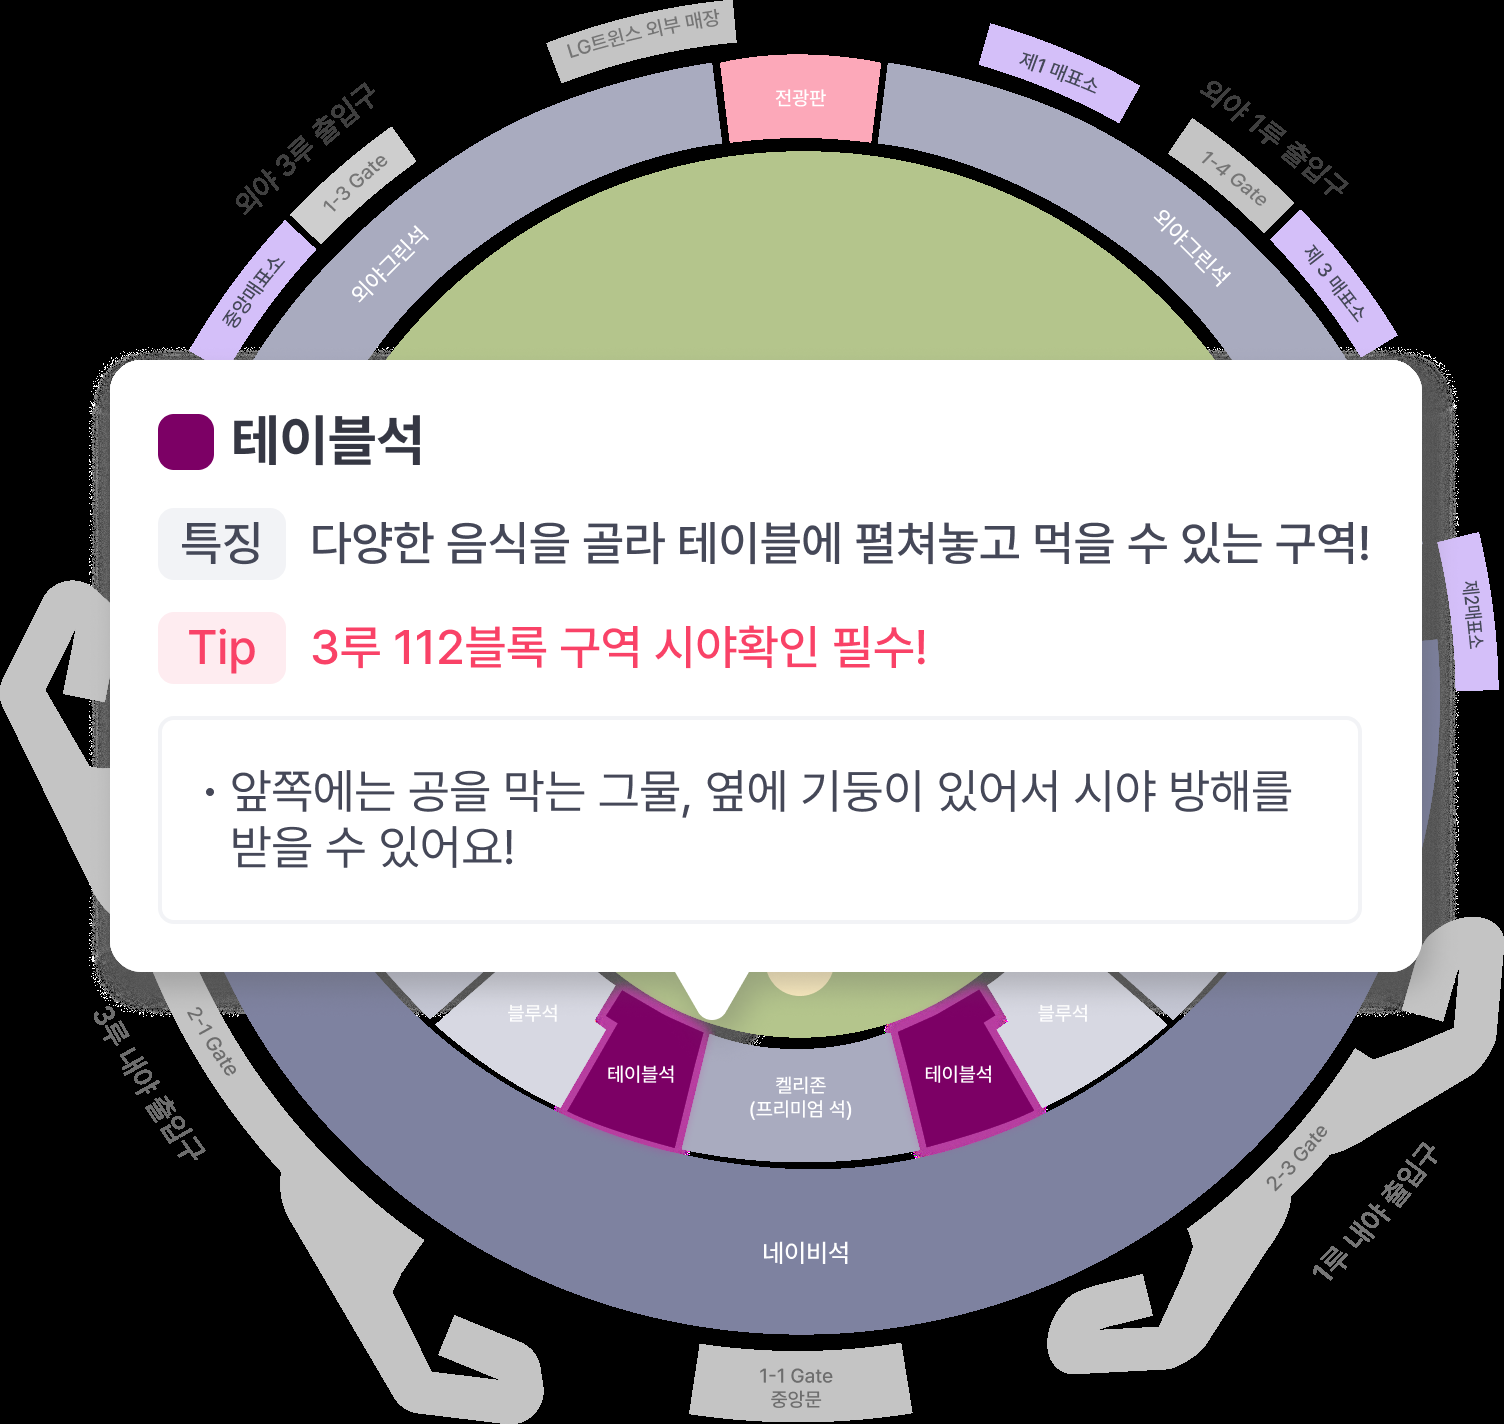 LG트윈스 외부 매장
제1 매표소
전광판
외야 3루 출입구
외야 1루 출입구
1-3 Gate
1-4 Gate
외야그린석
외야그린석
중앙매표소
제 3 매표소
테이블석
특징 다양한 음식을 골라 테이블에 펼쳐놓고 먹을 수 있는 구역!
Tip 3루 112블록 구역 시야확인 필수!
• 앞쪽에는 공을 막는 그물, 옆에 기둥이 있어서 시야 방해를
받을 수 있어요!
제2매표소
블루석
블루석
2-1 Gate
3루 내야 출입구
테이블석
테이블석
켈리존
(프리미엄 석)
2-3 Gate
1루 내야 출입구
네이비석
1-1 Gate
중앙문